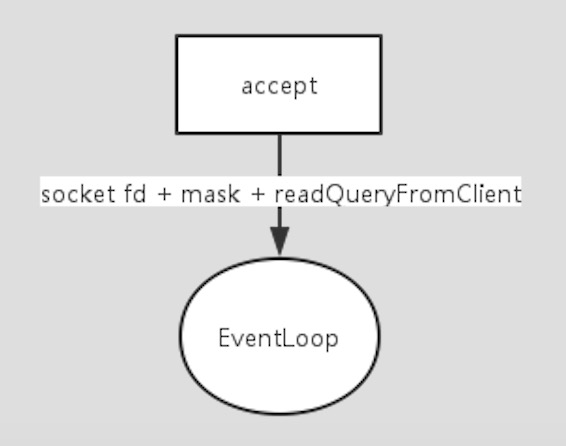 accept
socket fd + mask + readQueryFromClient
EventLoop